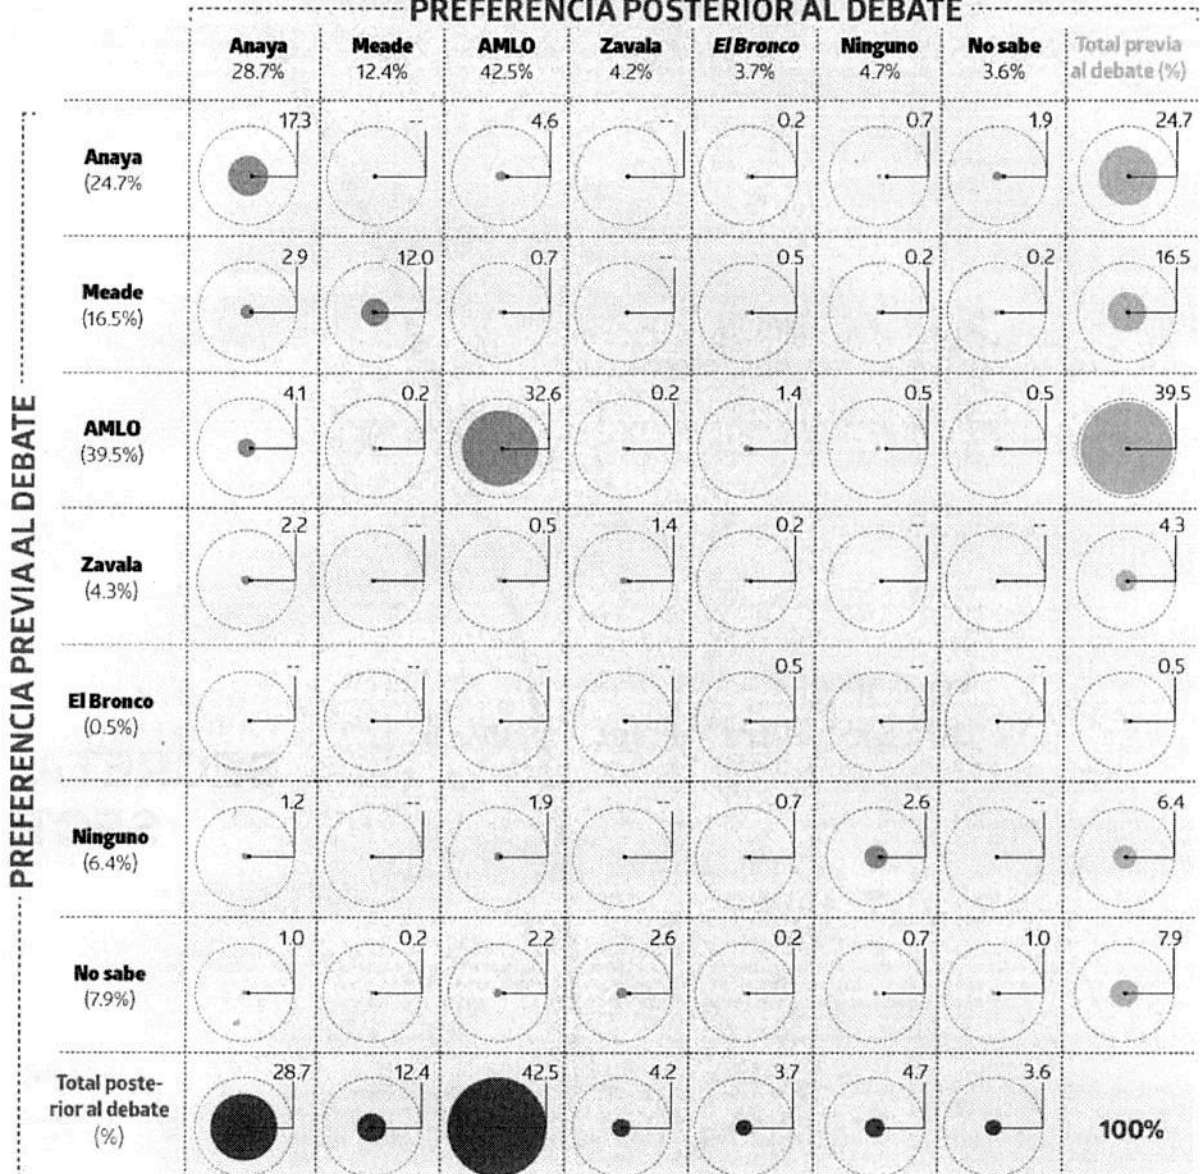 PREFERENCIA POSTERIOR AL DEBATE
Anaya Meade AMLO Zavala El Bronco Ninguno No sabe Total previa
28.7% 12.4% 42.5% 4.2% 3.7% 4.7% 3.6% al debate (%)
PREFERENCIA PREVIA AL DEBATE
17.3 -- 4.6 -- 0.2 0.7 1.9 24.7
Anaya
(24.7%
2.9 12.0 0.7 -- 0.5 0.2 0.2 16.5
Meade
(16.5%)
4.1 0.2 32.6 0.2 1.4 0.5 0.5 39.5
AMLO
(39.5%)
2.2 -- 0.5 1.4 0.2 -- -- 4.3
Zavala
(4.3%)
-- -- -- -- 0.5 -- -- 0.5
El Bronco
(0.5%)
1.2 -- 1.9 -- 0.7 2.6 -- 6.4
Ninguno
(6.4%)
1.0 0.2 2.2 2.6 0.2 0.7 1.0 7.9
No sabe
(7.9%)
28.7 12.4 42.5 4.2 3.7 4.7 3.6
Total poste-
rior al debate
(%)
100%